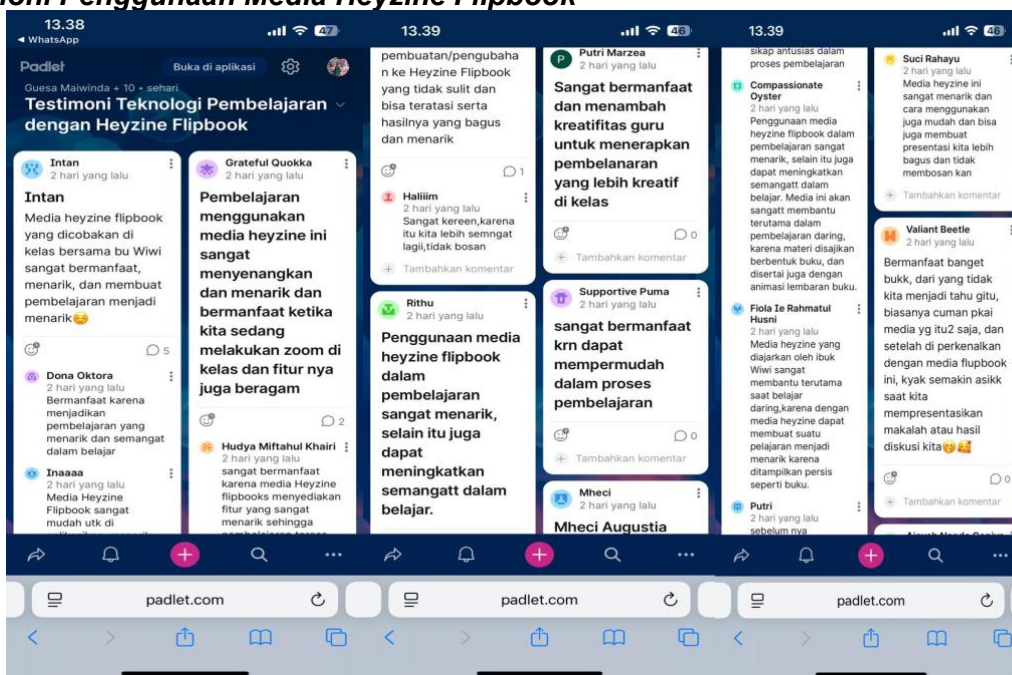 Penggunaan Media Heyzine Flipbook
13.38
WhatsApp
47
Padlet
Buka di aplikasi
Guesa Maiwinda + 10 • sehari
Testimoni Teknologi Pembelajaran
dengan Heyzine Flipbook
Intan
2 hari yang lalu
Intan
Media heyzine flipbook
yang dicobakan di
kelas bersama bu Wiwi
sangat bermanfaat,
menarik, dan membuat
pembelajaran menjadi
menarik😊
5
Dona Oktora
2 hari yang lalu
Bermanfaat karena
menjadikan
pembelajaran yang
menarik dan semangat
dalam belajar
Inaaaa
2 hari yang lalu
Media Heyzine
Flipbook sangat
mudah utk di
Grateful Quokka
2 hari yang lalu
Pembelajaran
menggunakan
media heyzine ini
sangat
menyenangkan
dan menarik dan
bermanfaat ketika
kita sedang
melakukan zoom di
kelas dan fitur nya
juga beragam
2
Hudya Miftahul Khairi
2 hari yang lalu
sangat bermanfaat
karena media Heyzine
flipbooks menyediakan
fitur yang sangat
menarik sehingga
padlet.com
13.39
46
pembuatan/pengubaha
n ke Heyzine Flipbook
yang tidak sulit dan
bisa teratasi serta
hasilnya yang bagus
dan menarik
1
Haliiim
2 hari yang lalu
Sangat kereen,karena
itu kita lebih semngat
lagii,tidak bosan
Tambahkan komentar
Rithu
2 hari yang lalu
Penggunaan media
heyzine flipbook
dalam
pembelajaran
sangat menarik,
selain itu juga
dapat
meningkatkan
semangatt dalam
belajar.
P
Putri Marzea
2 hari yang lalu
Sangat bermanfaat
dan menambah
kreatifitas guru
untuk menerapkan
pembelanaran
yang lebih kreatif
di kelas
0
Tambahkan komentar
Supportive Puma
2 hari yang lalu
sangat bermanfaat
krn dapat
mempermudah
dalam proses
pembelajaran
0
Tambahkan komentar
Mheci
2 hari yang lalu
Mheci Augustia
padlet.com
13.39
46
sikap antusias dalam
proses pembelajaran
Compassionate
Oyster
2 hari yang lalu
Penggunaan media
heyzine flipbook dalam
pembelajaran sangat
menarik, selain itu juga
dapat meningkatkan
semangatt dalam
belajar. Media ini akan
sangatt membantu
terutama dalam
pembelajaran daring,
karena materi disajikan
berbentuk buku, dan
disertai juga dengan
animasi lembaran buku.
Fiola Ie Rahmatul
Husni
2 hari yang lalu
Media heyzine yang
diajarkan oleh ibuk
Wiwi sangat
membantu terutama
saat belajar
daring,karena dengan
media heyzine dapat
membuat suatu
pelajaran menjadi
menarik karena
ditampilkan persis
seperti buku.
Putri
2 hari yang lalu
sebelum nya
Suci Rahayu
2 hari yang lalu
Media heyzine ini
sangat menarik dan
cara menggunakan
juga mudah dan bisa
juga membuat
presentasi kita lebih
bagus dan tidak
membosan kan
Tambahkan komentar
Valiant Beetle
2 hari yang lalu
Bermanfaat banget
bukk, dari yang tidak
kita menjadi tahu gitu,
biasanya cuman pkai
media yg itu2 saja, dan
setelah di perkenalkan
dengan media flupbook
ini, kyak semakin asikk
saat kita
mempresentasikan
makalah atau hasil
diskusi kita🤭🥰
0
Tambahkan komentar
padlet.com